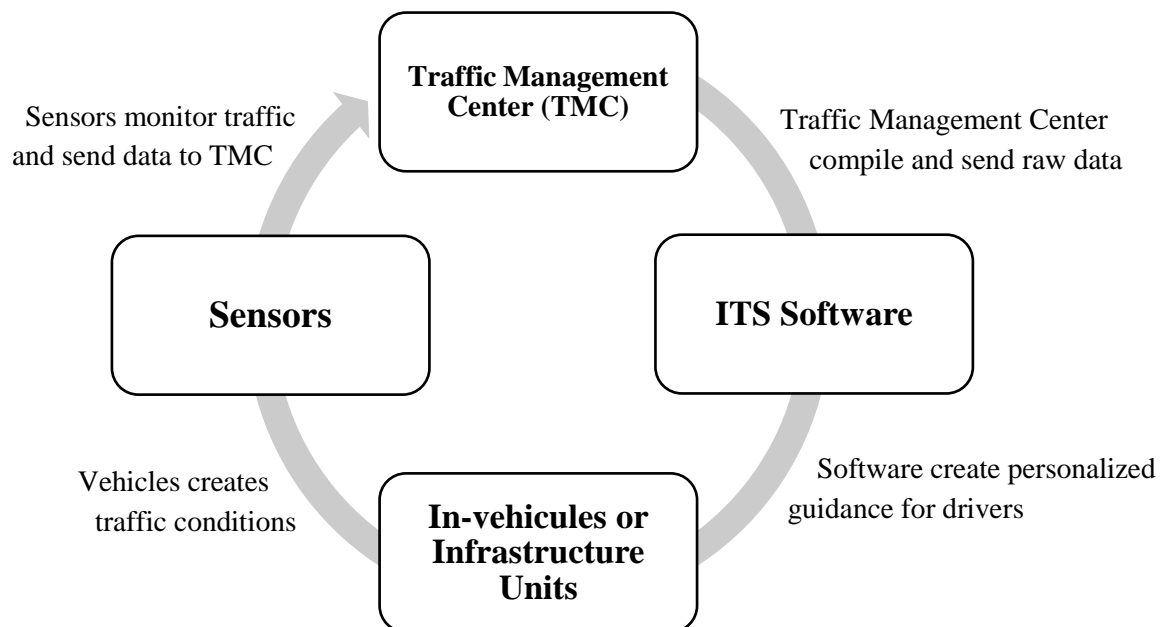 Traffic Management
Center (TMC)
Sensors monitor traffic
and send data to TMC
Traffic Management Center
compile and send raw data
Sensors
ITS Software
Vehicles creates
traffic conditions
Software create personalized
guidance for drivers
In-vehicules or
Infrastructure
Units